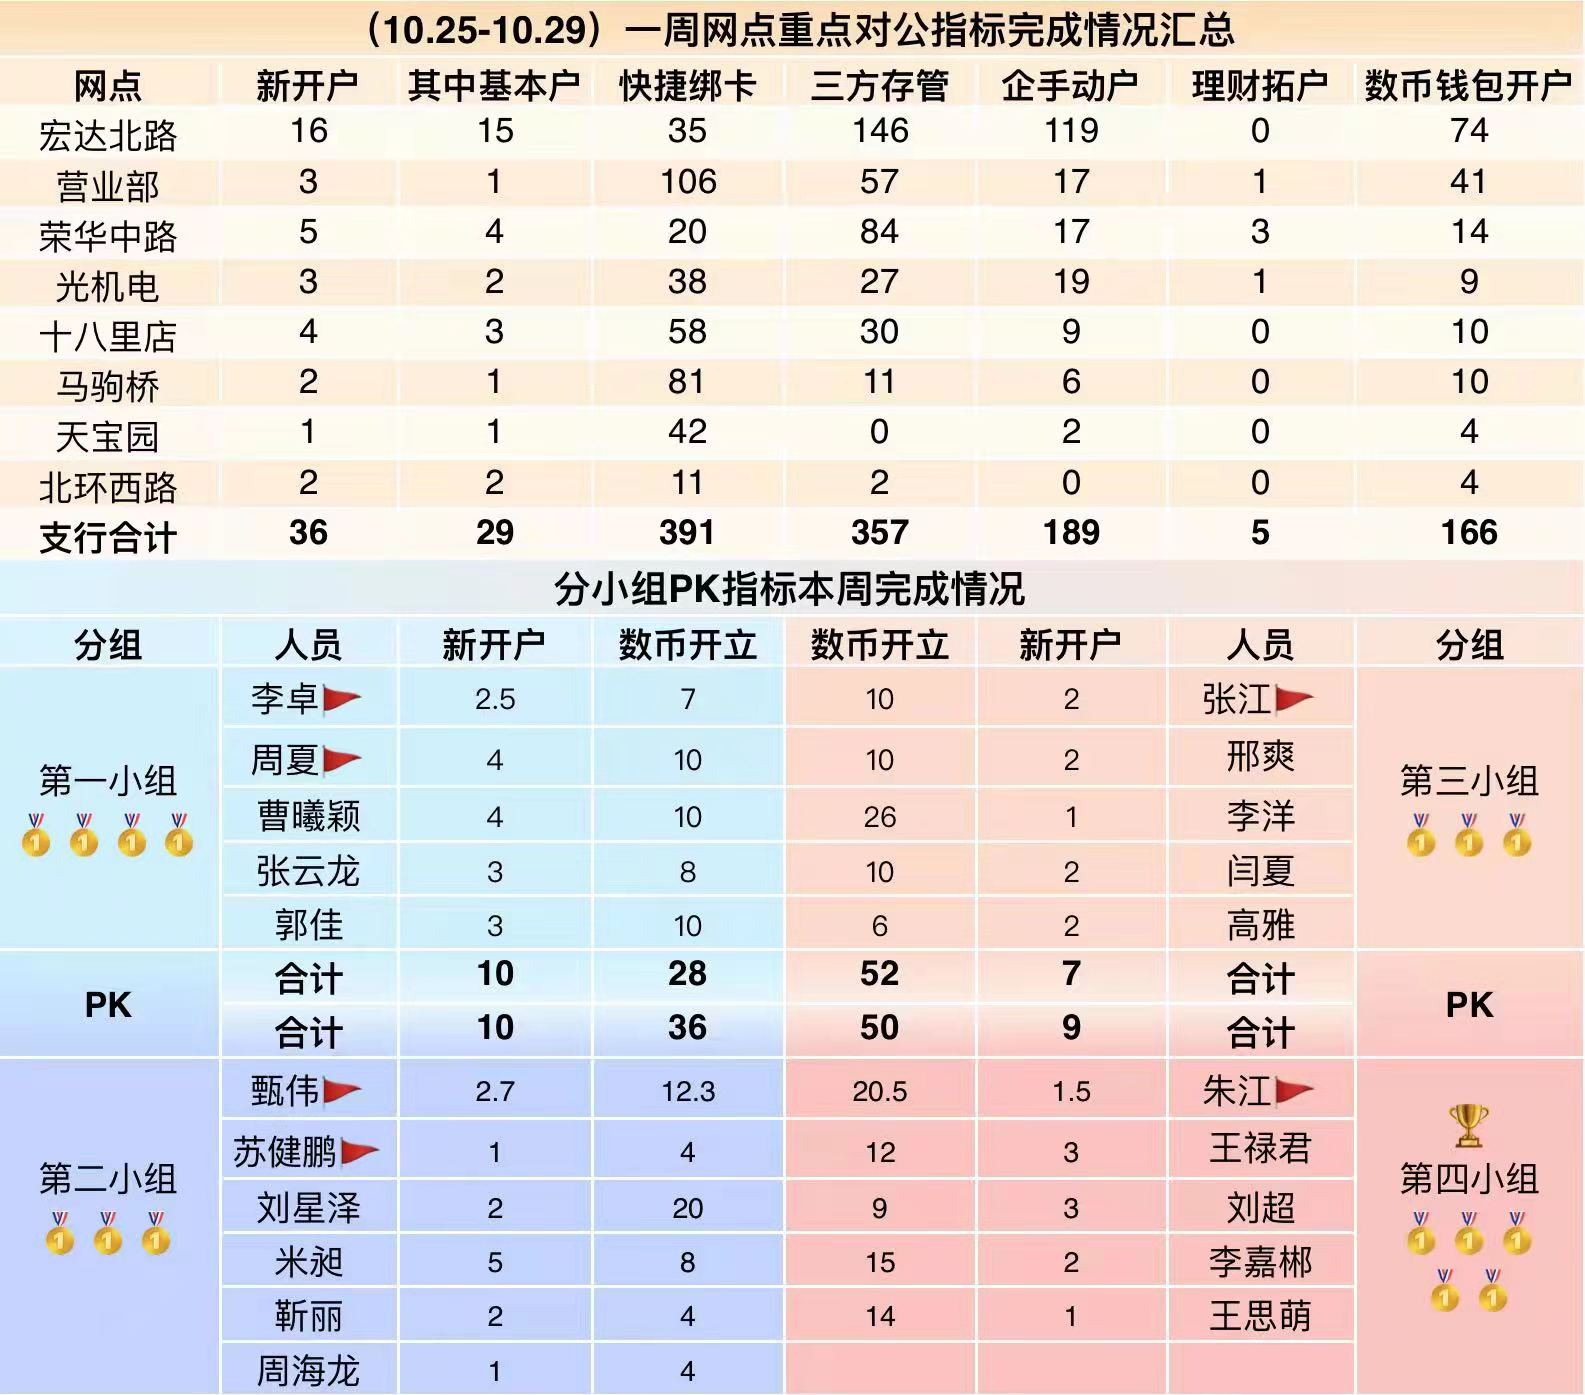 （10.25-10.29）一周网点重点对公指标完成情况汇总
网点 新开户 其中基本户 快捷绑卡 三方存管 企手动户 理财拓户 数币钱包开户
宏达北路 16 15 35 146 119 0 74
营业部 3 1 106 57 17 1 41
荣华中路 5 4 20 84 17 3 14
光机电 3 2 38 27 19 1 9
十八里店 4 3 58 30 9 0 10
马驹桥 2 1 81 11 6 0 10
天宝园 1 1 42 0 2 0 4
北环西路 2 2 11 2 0 0 4
支行合计 36 29 391 357 189 5 166
分小组PK指标本周完成情况
分组 人员 新开户 数币开立 数币开立 新开户 人员 分组
李卓 2.5 7 10 2 张江
周夏 4 10 10 2 邢爽
第一小组 第三小组
曹曦颖 4 10 26 1 李洋
张云龙 3 8 10 2 闫夏
郭佳 3 10 6 2 高雅
合计 10 28 52 7 合计
PK PK
合计 10 36 50 9 合计
甄伟 2.7 12.3 20.5 1.5 朱江
苏健鹏 1 4 12 3 王禄君
第二小组 第四小组
刘星泽 2 20 9 3 刘超
米昶 5 8 15 2 李嘉郴
靳丽 2 4 14 1 王思萌
周海龙 1 4